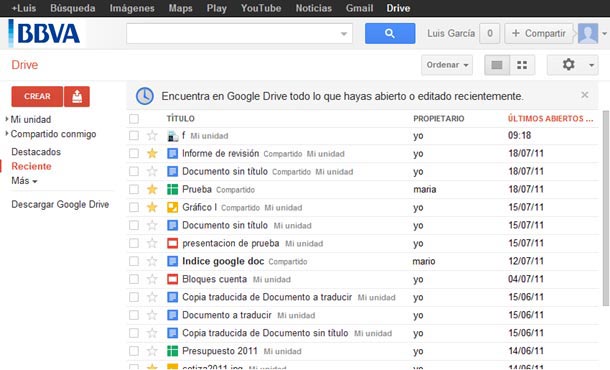 +Luis Búsqueda Imágenes Maps Play YouTube Noticias Gmail Drive
BBVA Luis García 0 + Compartir
Drive Ordenar
CREAR
Encuentra en Google Drive todo lo que hayas abierto o editado recientemente. ×
Mi unidad
Compartido conmigo
Destacados
Reciente
Más
Descargar Google Drive
TÍTULO PROPIETARIO ÚLTIMOS ABIERTOS ...
f Mi unidad yo 09:18
Informe de revisión Compartido Mi unidad yo 18/07/11
Documento sin título Compartido Mi unidad yo 18/07/11
Prueba Compartido maria 18/07/11
Gráfico I Compartido Mi unidad yo 15/07/11
Documento sin título Mi unidad yo 15/07/11
presentacion de prueba Mi unidad yo 15/07/11
Indice google doc Compartido mario 12/07/11
Bloques cuenta Mi unidad yo 04/07/11
Copia traducida de Documento a traducir Mi unidad yo 15/06/11
Documento a traducir Mi unidad yo 15/06/11
Copia traducida de Documento sin título Mi unidad yo 15/06/11
Presupuesto 2011 Mi unidad yo 14/06/11
cotiza2011.jpg Mi unidad yo 14/06/11